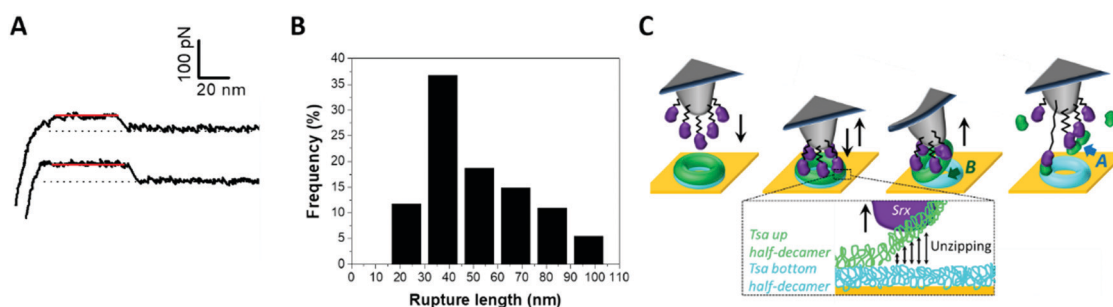 A
100 pN
20 nm
B
Frequency (%)
40
35
30
25
20
15
10
5
0
0 10 20 30 40 50 60 70 80 90 100 110
Rupture length (nm)
C
B
A
Srx
Tsa up
half-decamer
Unzipping
Tsa bottom
half-decamer